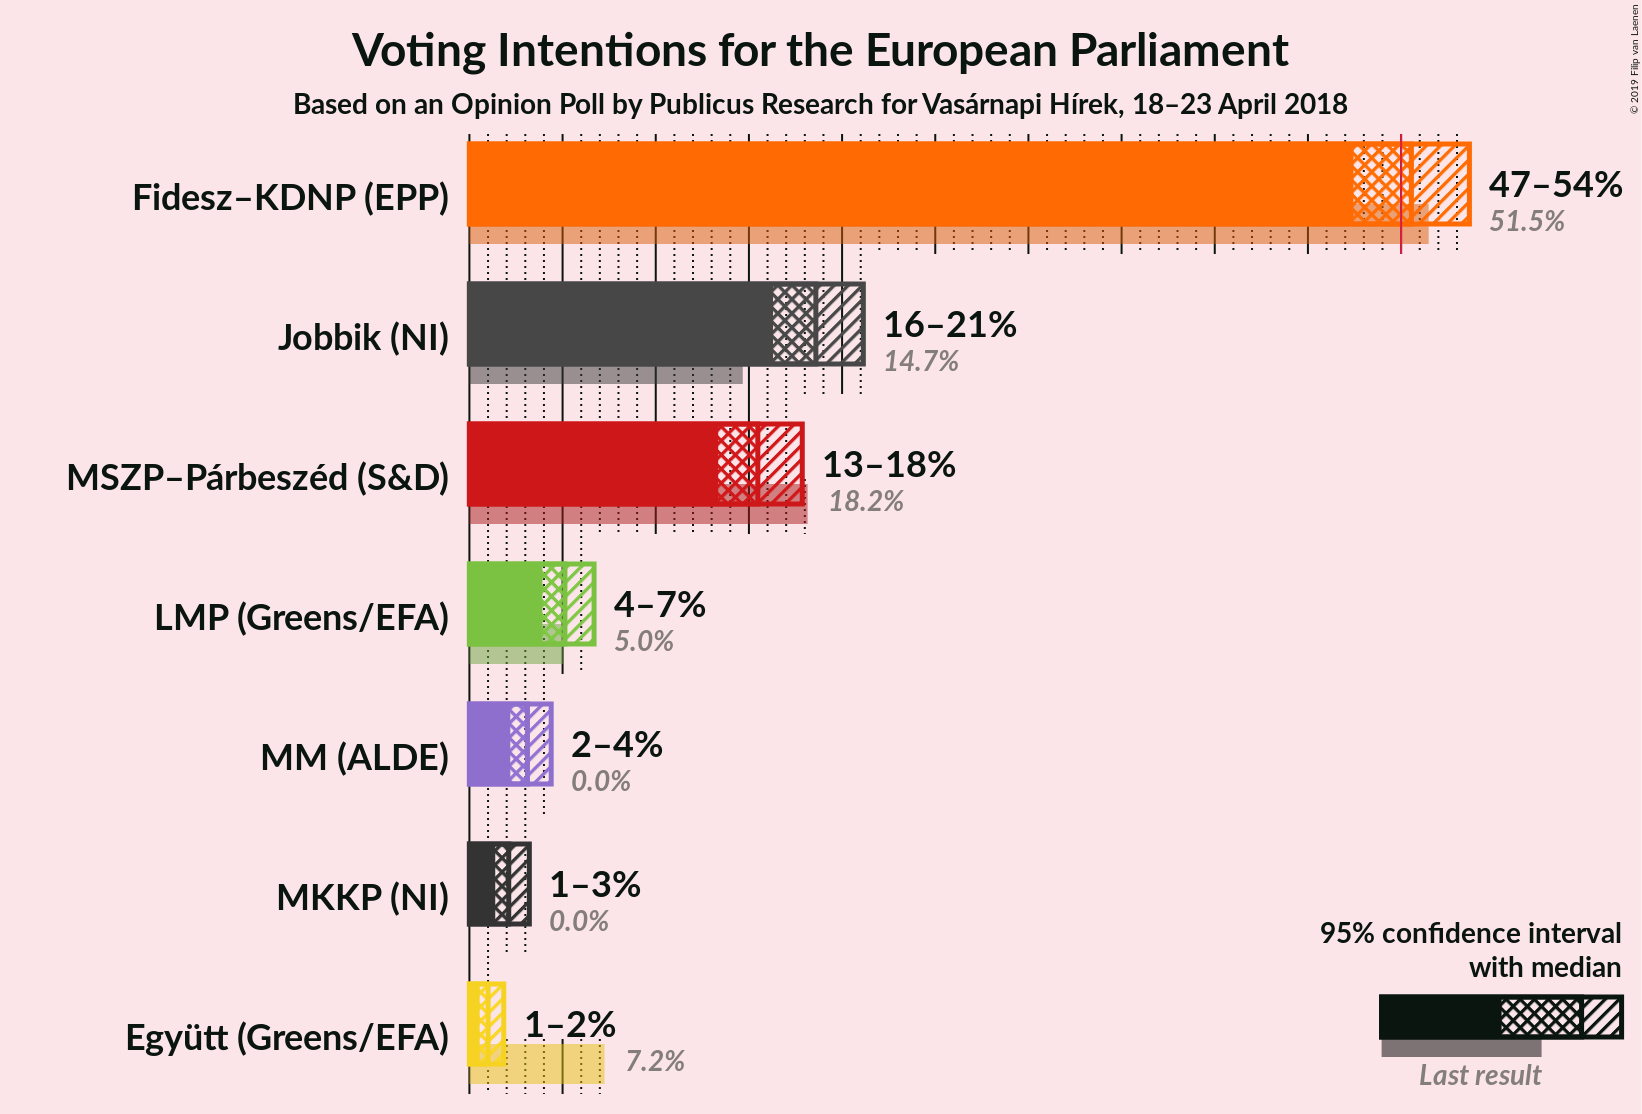 Voting Intentions for the European Parliament
Based on an Opinion Poll by Publicus Research for Vasárnapi Hírek, 18–23 April 2018
© 2019 Filip van Laenen
Fidesz–KDNP (EPP)
47–54%
51.5%
Jobbik (NI)
16–21%
14.7%
MSZP–Párbeszéd (S&D)
13–18%
18.2%
LMP (Greens/EFA)
4–7%
5.0%
MM (ALDE)
2–4%
0.0%
MKKP (NI)
1–3%
0.0%
Együtt (Greens/EFA)
1–2%
7.2%
95% confidence interval
with median
Last result